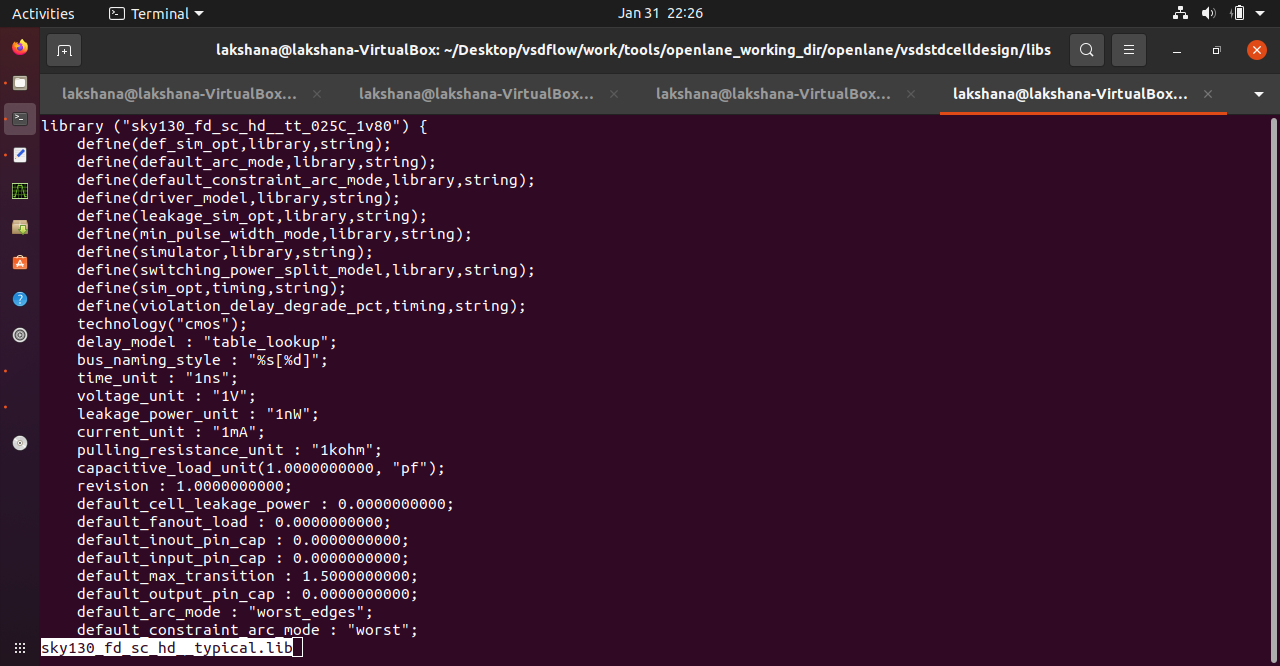 Activities
Terminal
Jan 31 22:26
lakshana@lakshana-VirtualBox: ~/Desktop/vsdflow/work/tools/openlane_working_dir/openlane/vsdstdcelldesign/libs
lakshana@lakshana-VirtualBox...
lakshana@lakshana-VirtualBox...
lakshana@lakshana-VirtualBox...
lakshana@lakshana-VirtualBox...
library ("sky130_fd_sc_hd__tt_025C_1v80") {
    define(def_sim_opt,library,string);
    define(default_arc_mode,library,string);
    define(default_constraint_arc_mode,library,string);
    define(driver_model,library,string);
    define(leakage_sim_opt,library,string);
    define(min_pulse_width_mode,library,string);
    define(simulator,library,string);
    define(switching_power_split_model,library,string);
    define(sim_opt,timing,string);
    define(violation_delay_degrade_pct,timing,string);
    technology("cmos");
    delay_model : "table_lookup";
    bus_naming_style : "%s[%d]";
    time_unit : "1ns";
    voltage_unit : "1V";
    leakage_power_unit : "1nW";
    current_unit : "1mA";
    pulling_resistance_unit : "1kohm";
    capacitive_load_unit(1.0000000000, "pf");
    revision : 1.0000000000;
    default_cell_leakage_power : 0.0000000000;
    default_fanout_load : 0.0000000000;
    default_inout_pin_cap : 0.0000000000;
    default_input_pin_cap : 0.0000000000;
    default_max_transition : 1.5000000000;
    default_output_pin_cap : 0.0000000000;
    default_arc_mode : "worst_edges";
    default_constraint_arc_mode : "worst";
sky130_fd_sc_hd__typical.lib